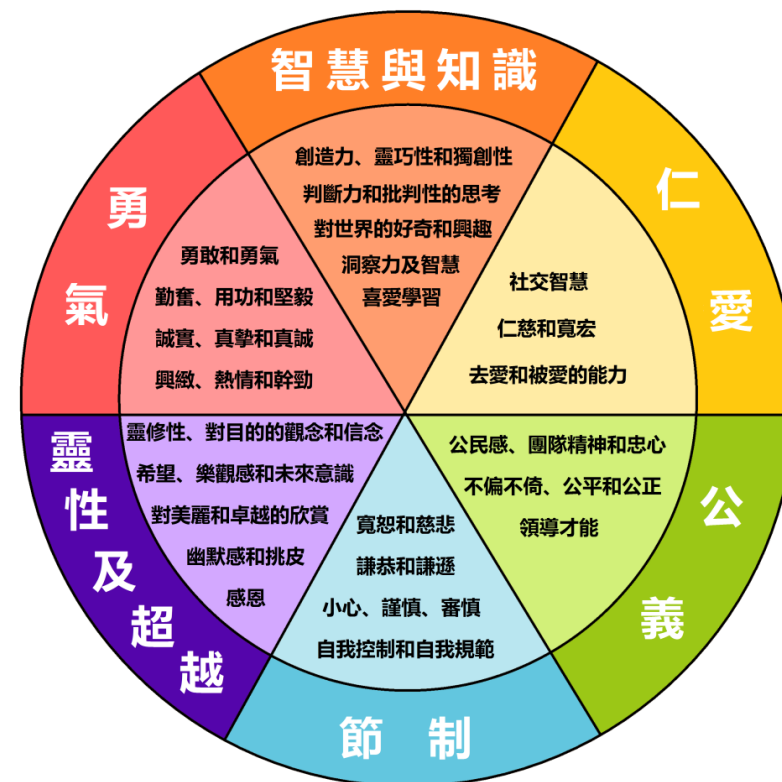 智慧與知識
創造力、靈巧性和獨創性
判斷力和批判性的思考
對世界的好奇和興趣
洞察力及智慧
喜愛學習
仁愛
社交智慧
仁慈和寬宏
去愛和被愛的能力
公義
公民感、團隊精神和忠心
不偏不倚、公平和公正
領導才能
節制
寬恕和慈悲
謙恭和謙遜
小心、謹慎、審慎
自我控制和自我規範
靈性及超越
靈修性、對目的的觀念和信念
希望、樂觀感和未來意識
對美麗和卓越的欣賞
幽默感和挑皮
感恩
勇氣
勇敢和勇氣
勤奮、用功和堅毅
誠實、真摯和真誠
興緻、熱情和幹勁